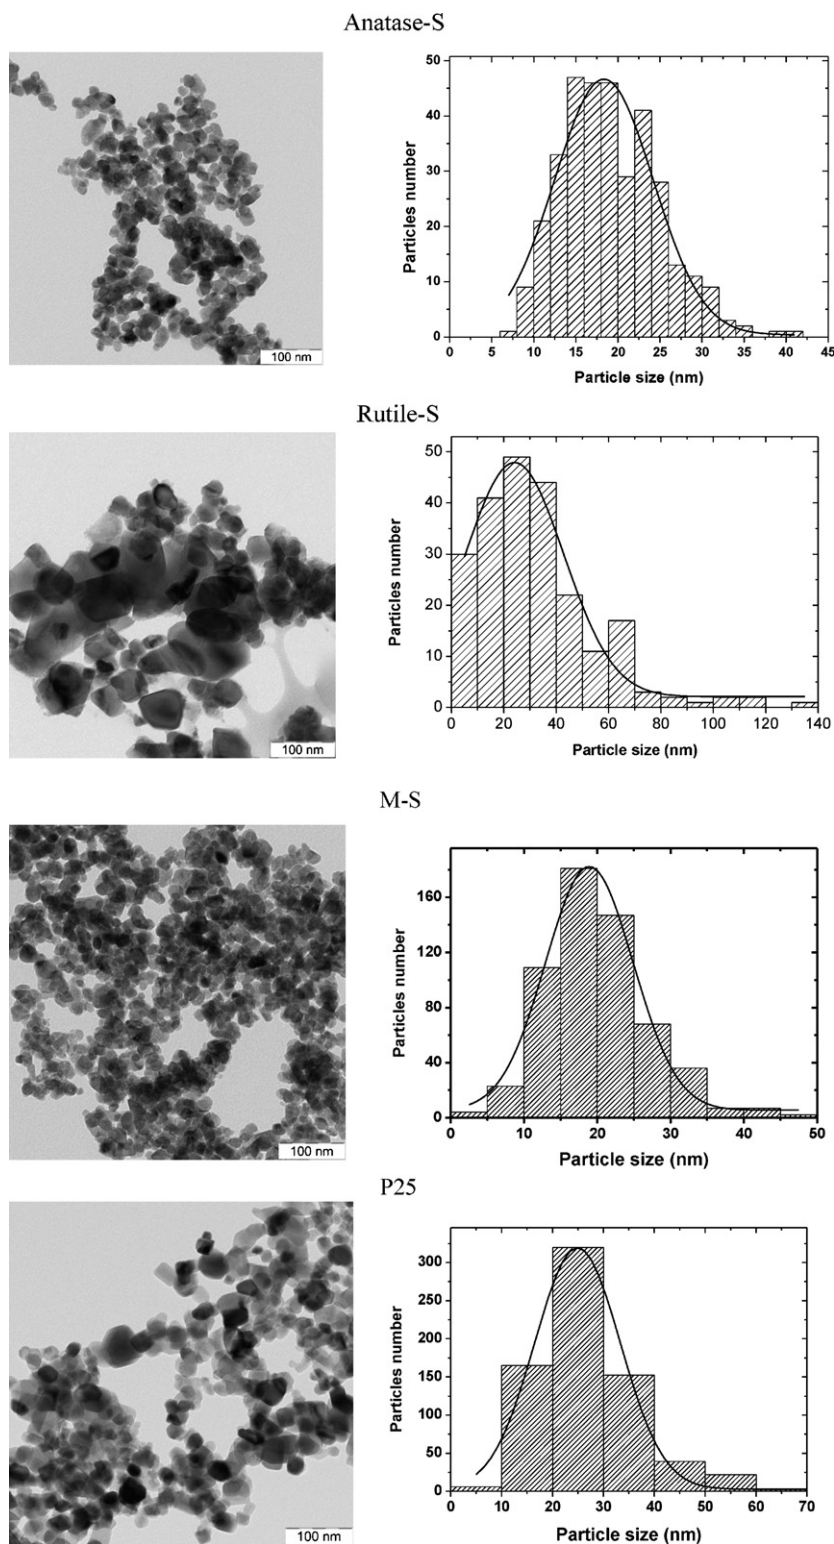 Anatase-S
100 nm
50
40
30
20
10
0
Particles number
0 5 10 15 20 25 30 35 40 45
Particle size (nm)
Rutile-S
100 nm
50
40
30
20
10
0
Particles number
0 20 40 60 80 100 120 140
Particle size (nm)
M-S
100 nm
160
120
80
40
0
Particles number
0 10 20 30 40 50
Particle size (nm)
P25
100 nm
300
250
200
150
100
50
0
Particles number
0 10 20 30 40 50 60 70
Particle size (nm)